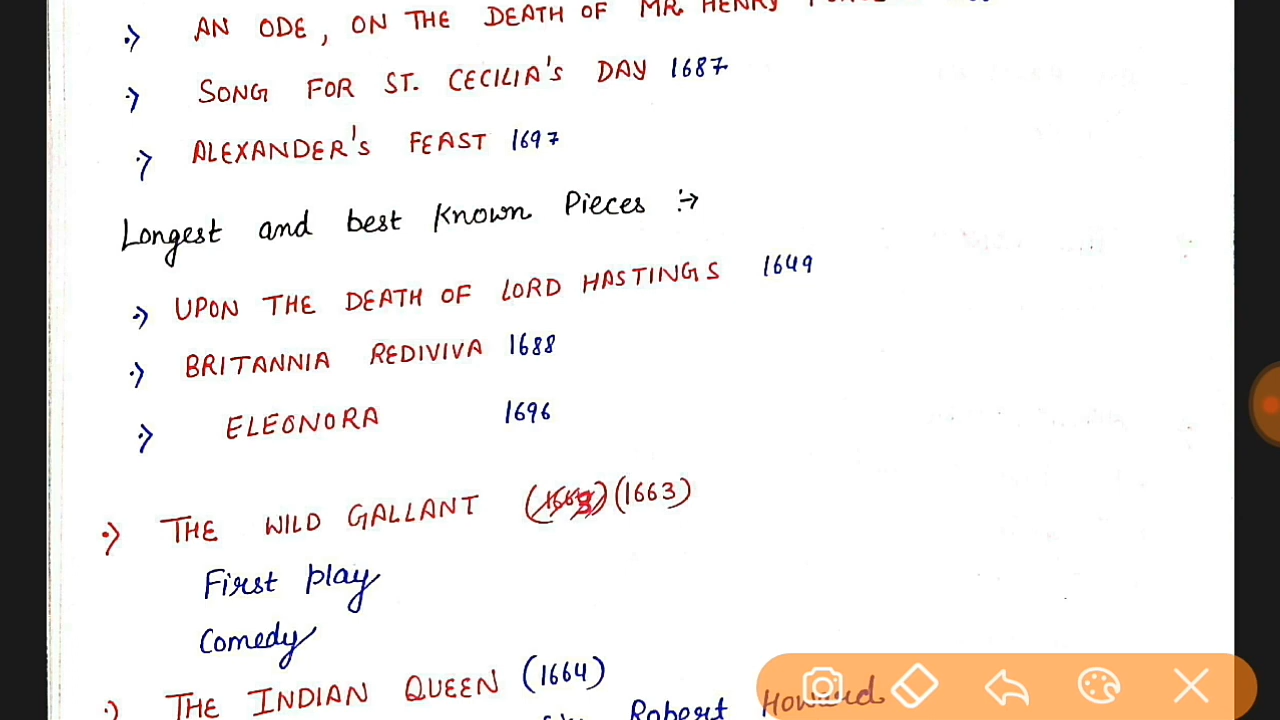 ·) AN ODE, ON THE DEATH OF MR. HENRY
·) SONG FOR ST. CECILIA'S DAY 1687
·) ALEXANDER'S FEAST 1697
Longest and best Known Pieces :→
·) UPON THE DEATH OF LORD HASTINGS 1649
·) BRITANNIA REDIVIVA 1688
·) ELEONORA 1696
·) THE WILD GALLANT (1663)
First play
Comedy
·) THE INDIAN QUEEN (1664)
Robert Howard